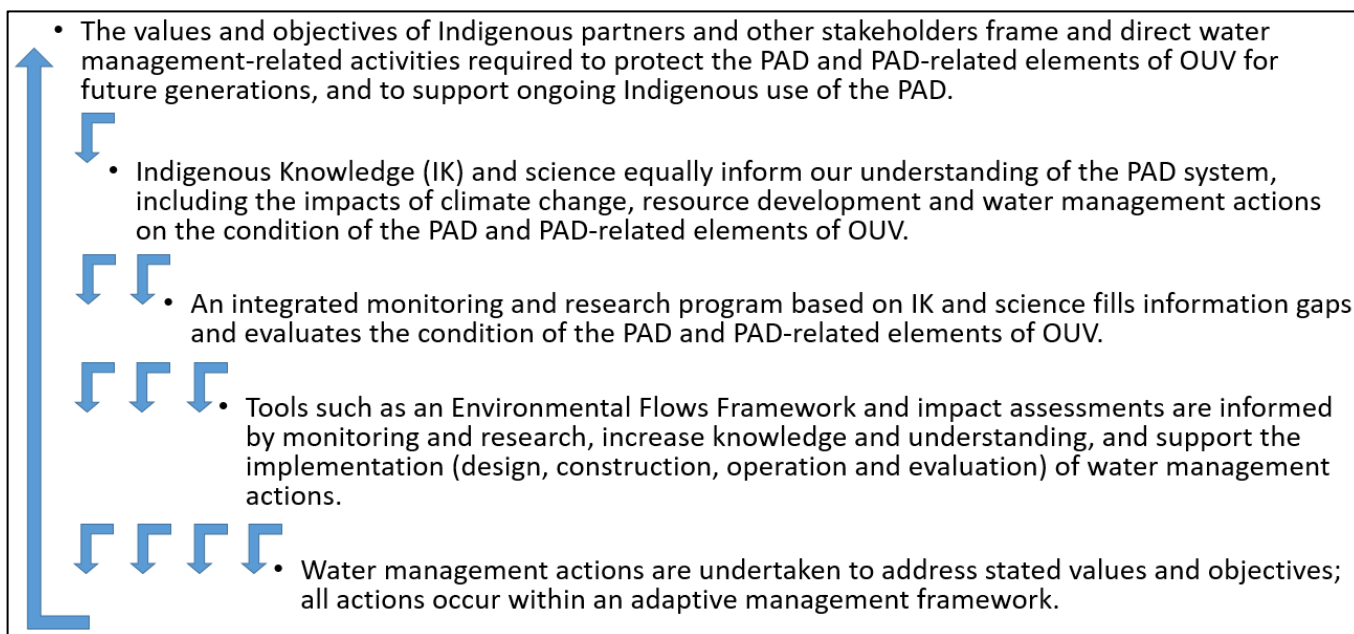 • The values and objectives of Indigenous partners and other stakeholders frame and direct water
management-related activities required to protect the PAD and PAD-related elements of OUV for
future generations, and to support ongoing Indigenous use of the PAD.
• Indigenous Knowledge (IK) and science equally inform our understanding of the PAD system,
including the impacts of climate change, resource development and water management actions
on the condition of the PAD and PAD-related elements of OUV.
• An integrated monitoring and research program based on IK and science fills information gaps
and evaluates the condition of the PAD and PAD-related elements of OUV.
• Tools such as an Environmental Flows Framework and impact assessments are informed
by monitoring and research, increase knowledge and understanding, and support the
implementation (design, construction, operation and evaluation) of water management
actions.
• Water management actions are undertaken to address stated values and objectives;
all actions occur within an adaptive management framework.